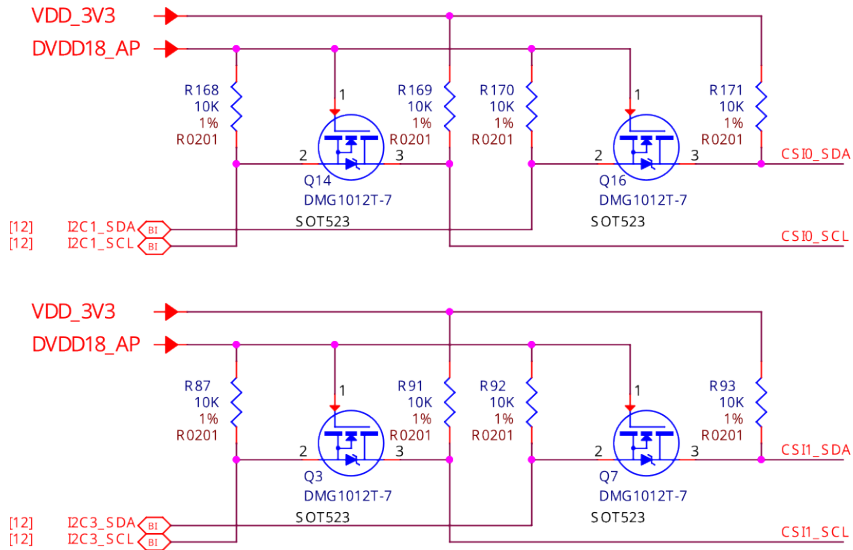 VDD_3V3
DVDD18_AP
R168
10K
1%
R0201
1
R169
10K
1%
R0201
R170
10K
1%
R0201
1
R171
10K
1%
R0201
2
3
2
3
CSI0_SDA
Q14
DMG1012T-7
SOT523
Q16
DMG1012T-7
SOT523
[12] I2C1_SDA BI
[12] I2C1_SCL BI
CSI0_SCL
VDD_3V3
DVDD18_AP
R87
10K
1%
R0201
1
R91
10K
1%
R0201
R92
10K
1%
R0201
1
R93
10K
1%
R0201
2
3
2
3
CSI1_SDA
Q3
DMG1012T-7
SOT523
Q7
DMG1012T-7
SOT523
[12] I2C3_SDA BI
[12] I2C3_SCL BI
CSI1_SCL